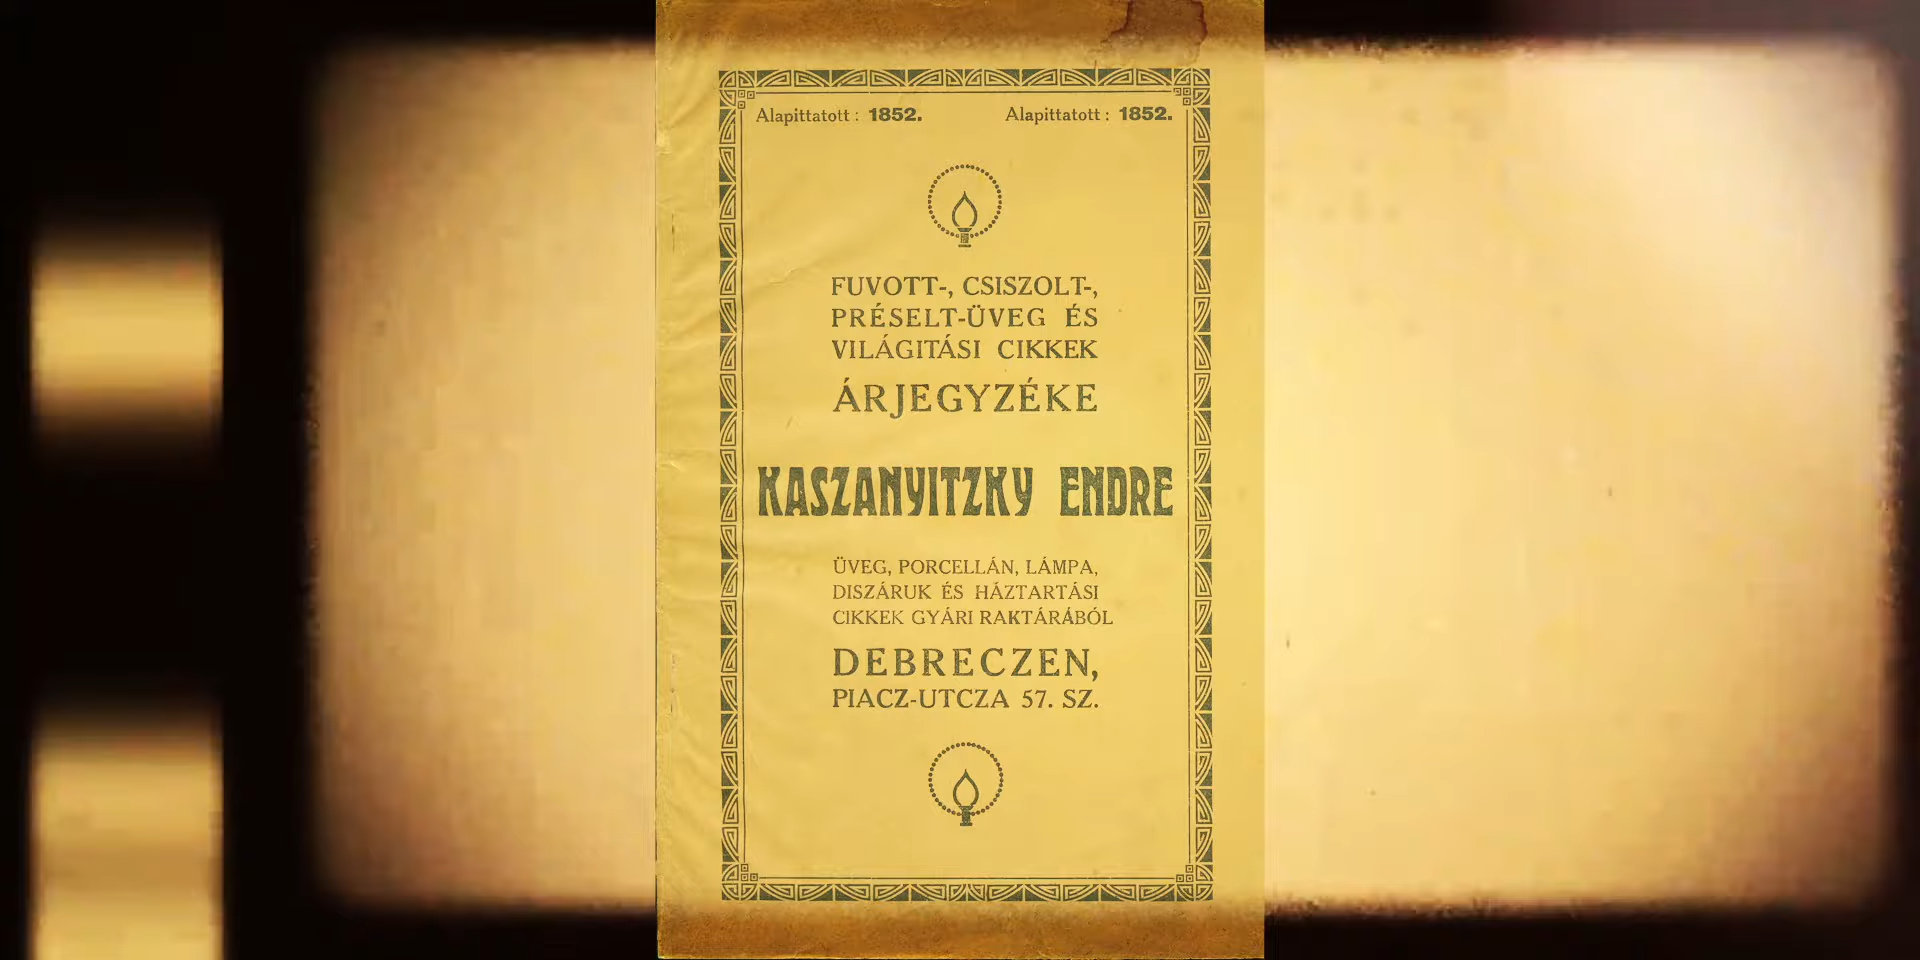 Alapittatott : 1852. Alapittatott : 1852.
FUVOTT-, CSISZOLT-,
PRÉSELT-ÜVEG ÉS
VILÁGITÁSI CIKKEK
ÁRJEGYZÉKE
KASZANYITZKY ENDRE
ÜVEG, PORCELLÁN, LÁMPA,
DISZÁRUK ÉS HÁZTARTÁSI
CIKKEK GYÁRI RAKTÁRÁBÓL
DEBRECZEN,
PIACZ-UTCZA 57. SZ.